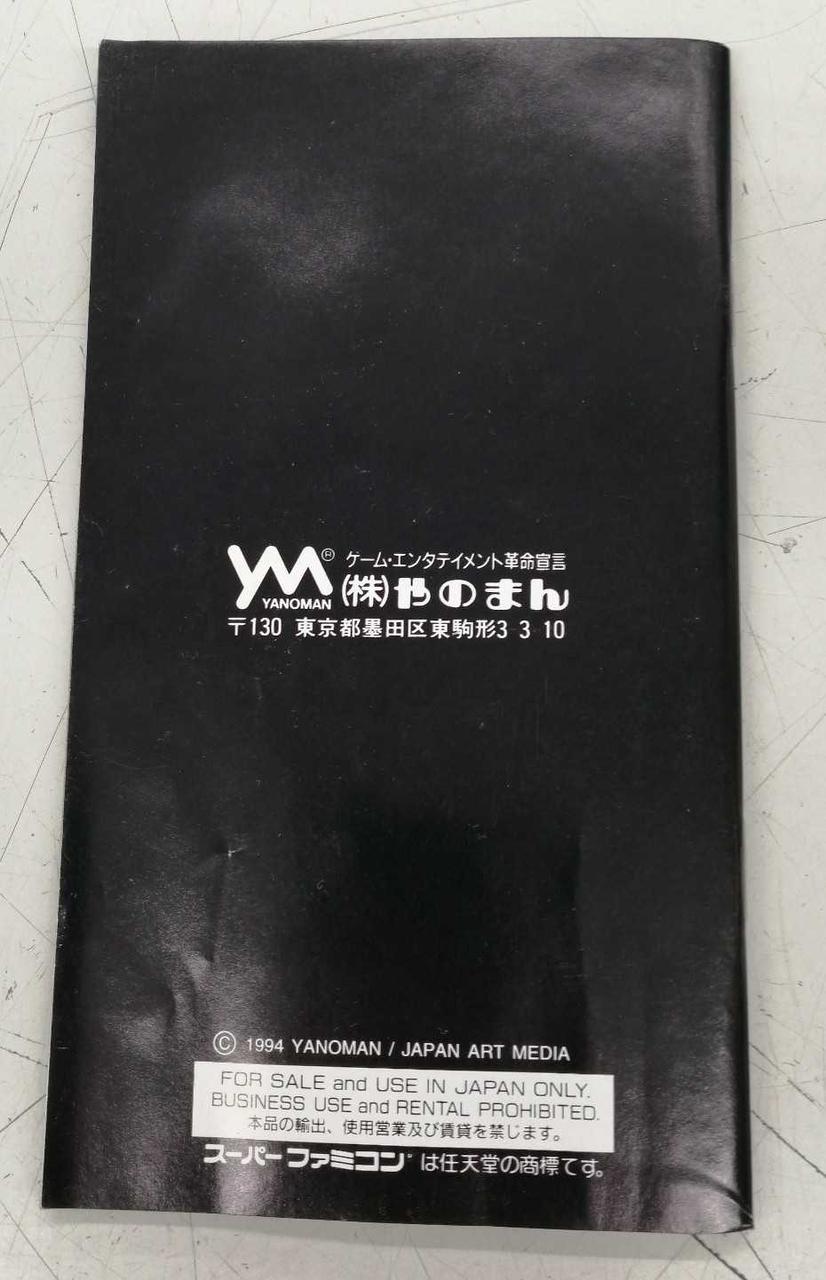 YM® ケーム・エンタテイメント革命宣言
YANOMAN (株)やのまん
〒130 東京都墨田区東駒形3 3 10
© 1994 YANOMAN / JAPAN ART MEDIA
FOR SALE and USE IN JAPAN ONLY.
BUSINESS USE and RENTAL PROHIBITED.
本品の輸出、使用営業及び賃貸を禁じます。
スーパーファミコン® は任天堂の商標です。